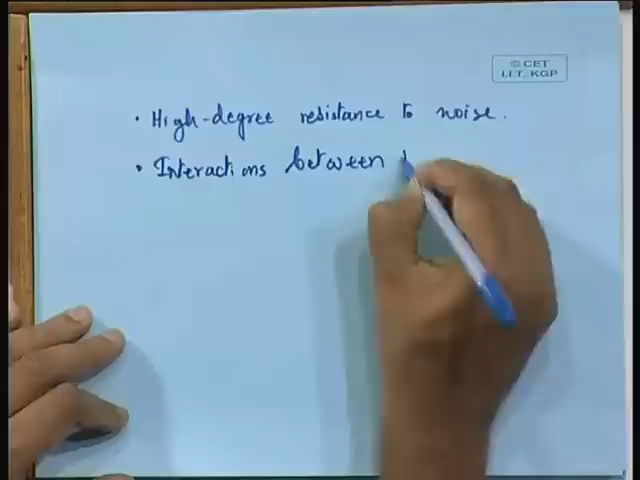 © CET
I.I.T. KGP
· High-degree resistance to noise.
· Interactions between